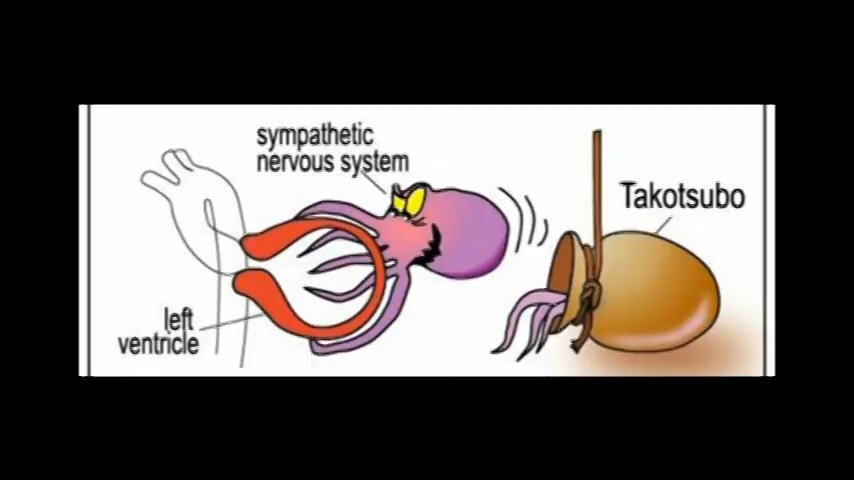 sympathetic
nervous system
Takotsubo
left
ventricle